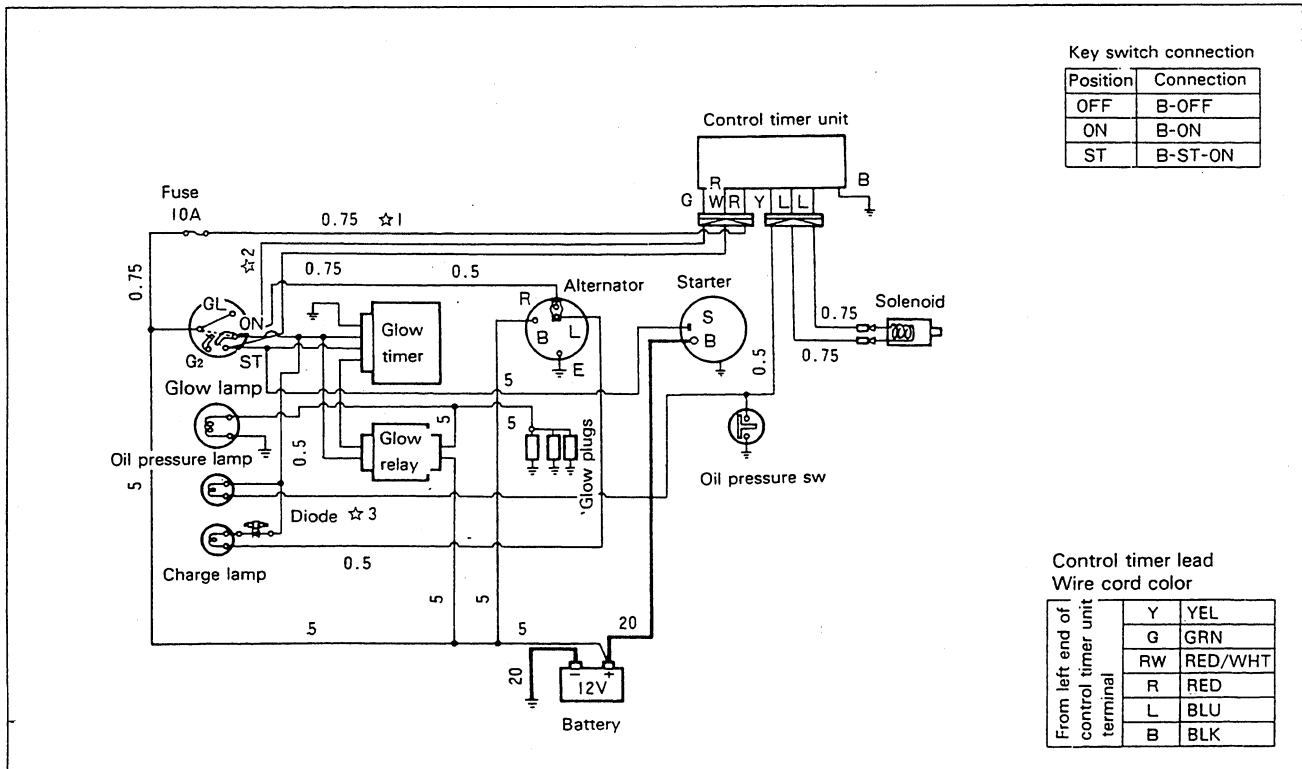 Key switch connection
Position Connection
OFF B-OFF
ON B-ON
ST B-ST-ON
Control timer unit
R
G W R Y L L B
Fuse
10A
0.75 ☆1
☆2
0.75
0.75 0.5
Alternator
Starter
Solenoid
GL
ON
G2 ST
Glow
timer
R
B L
E
S
B
0.75
0.75
0.5
5
Glow lamp
Oil pressure lamp
0.5
Glow
relay
5
5
Glow plugs
Oil pressure sw
5
Diode ☆3
Charge lamp
0.5
5
5
5
5
20
20
− +
12V
Battery
Control timer lead
Wire cord color
From left end of
control timer unit
terminal
Y YEL
G GRN
RW RED/WHT
R RED
L BLU
B BLK